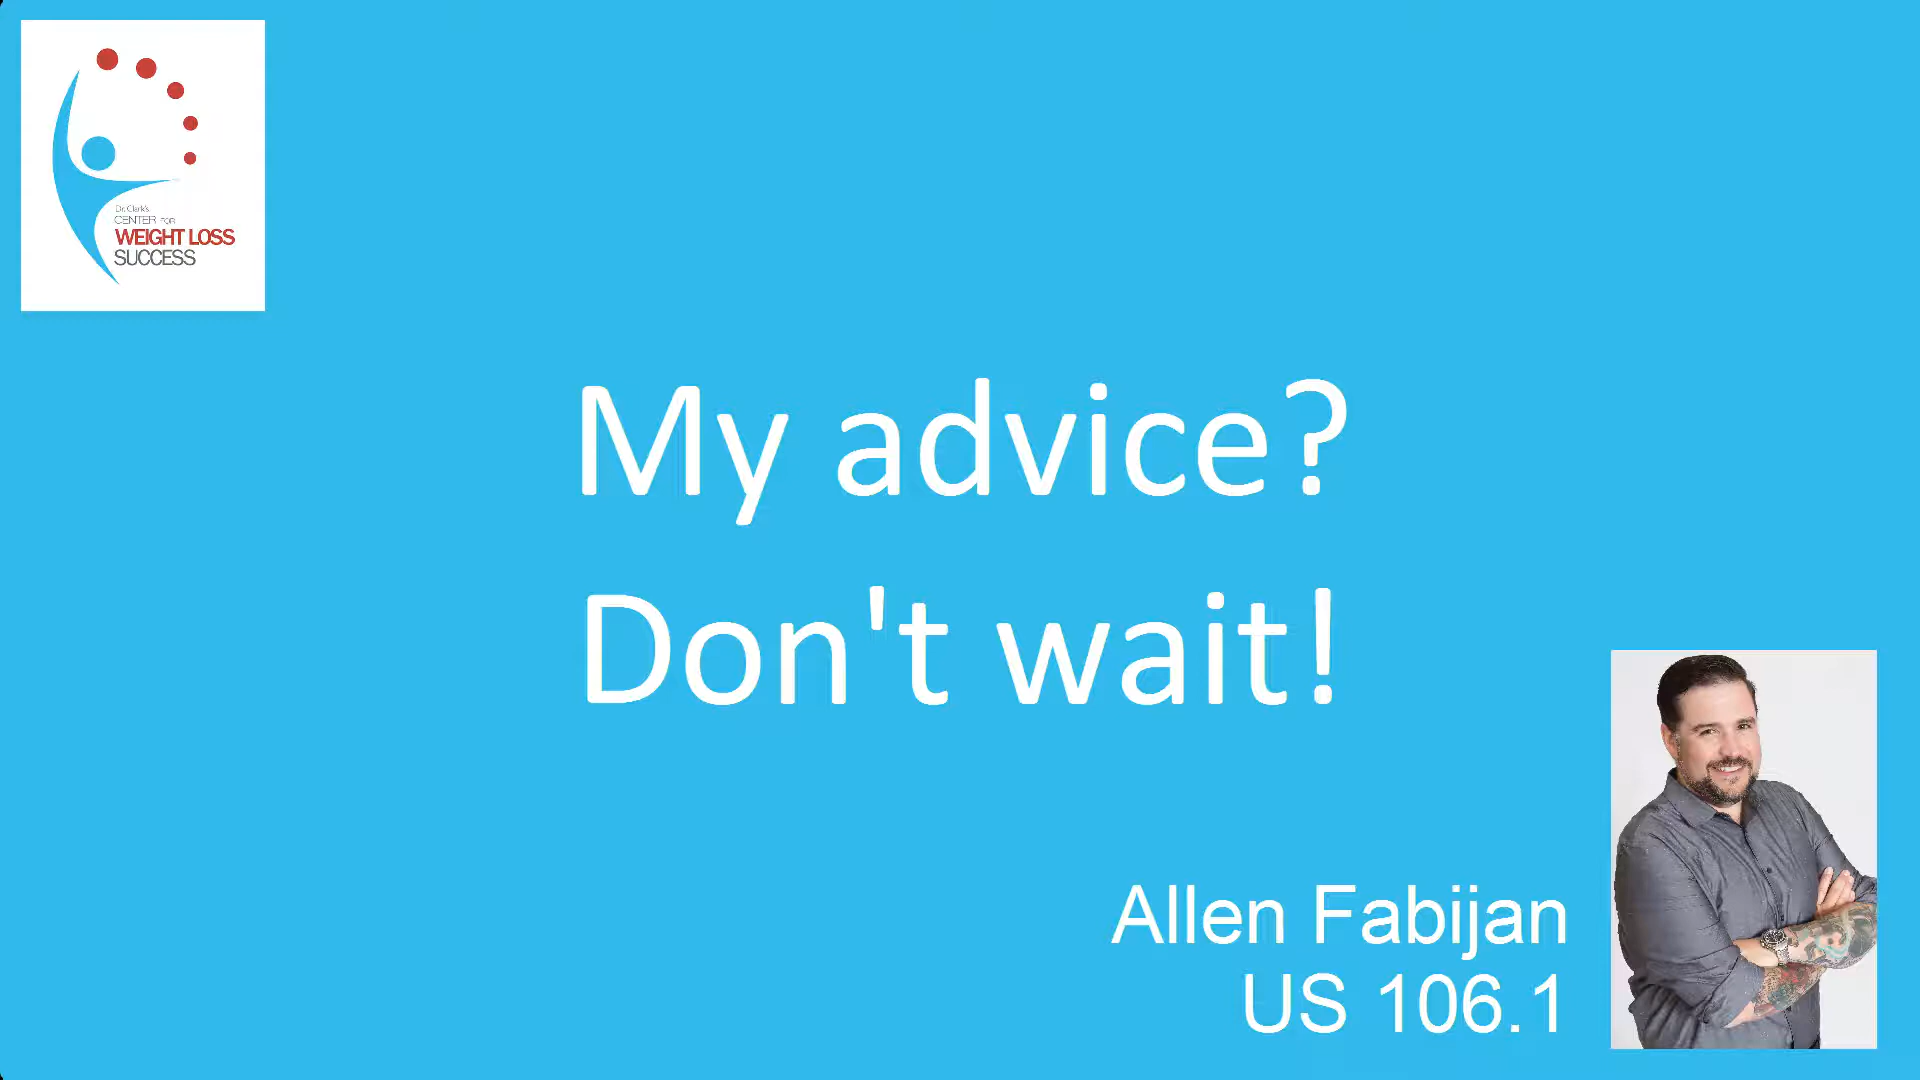 Dr. Clark's
CENTER FOR
WEIGHT LOSS
SUCCESS
My advice?
Don't wait!
Allen Fabijan
US 106.1